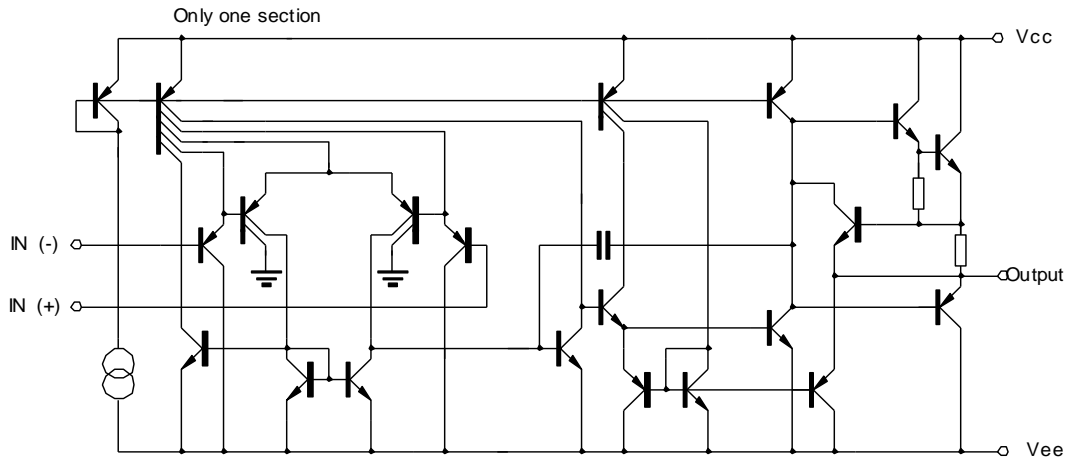 Only one section
Vcc
IN (-)
IN (+)
Output
Vee